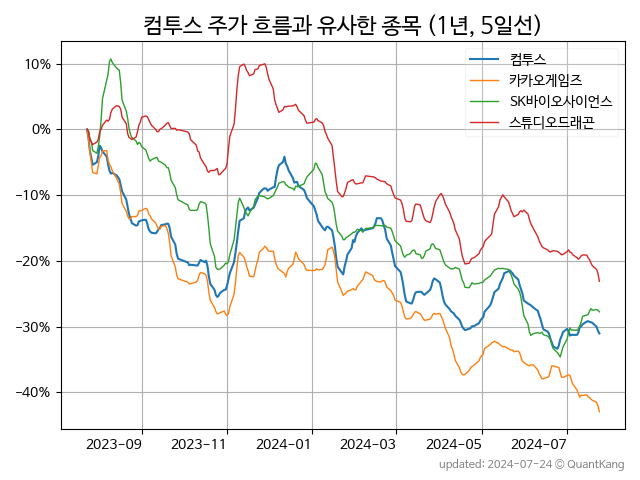 컴투스 주가 흐름과 유사한 종목 (1년, 5일선)
컴투스
카카오게임즈
SK바이오사이언스
스튜디오드래곤
10%
0%
−10%
−20%
−30%
−40%
2023-09 2023-11 2024-01 2024-03 2024-05 2024-07
updated: 2024-07-24 © QuantKang